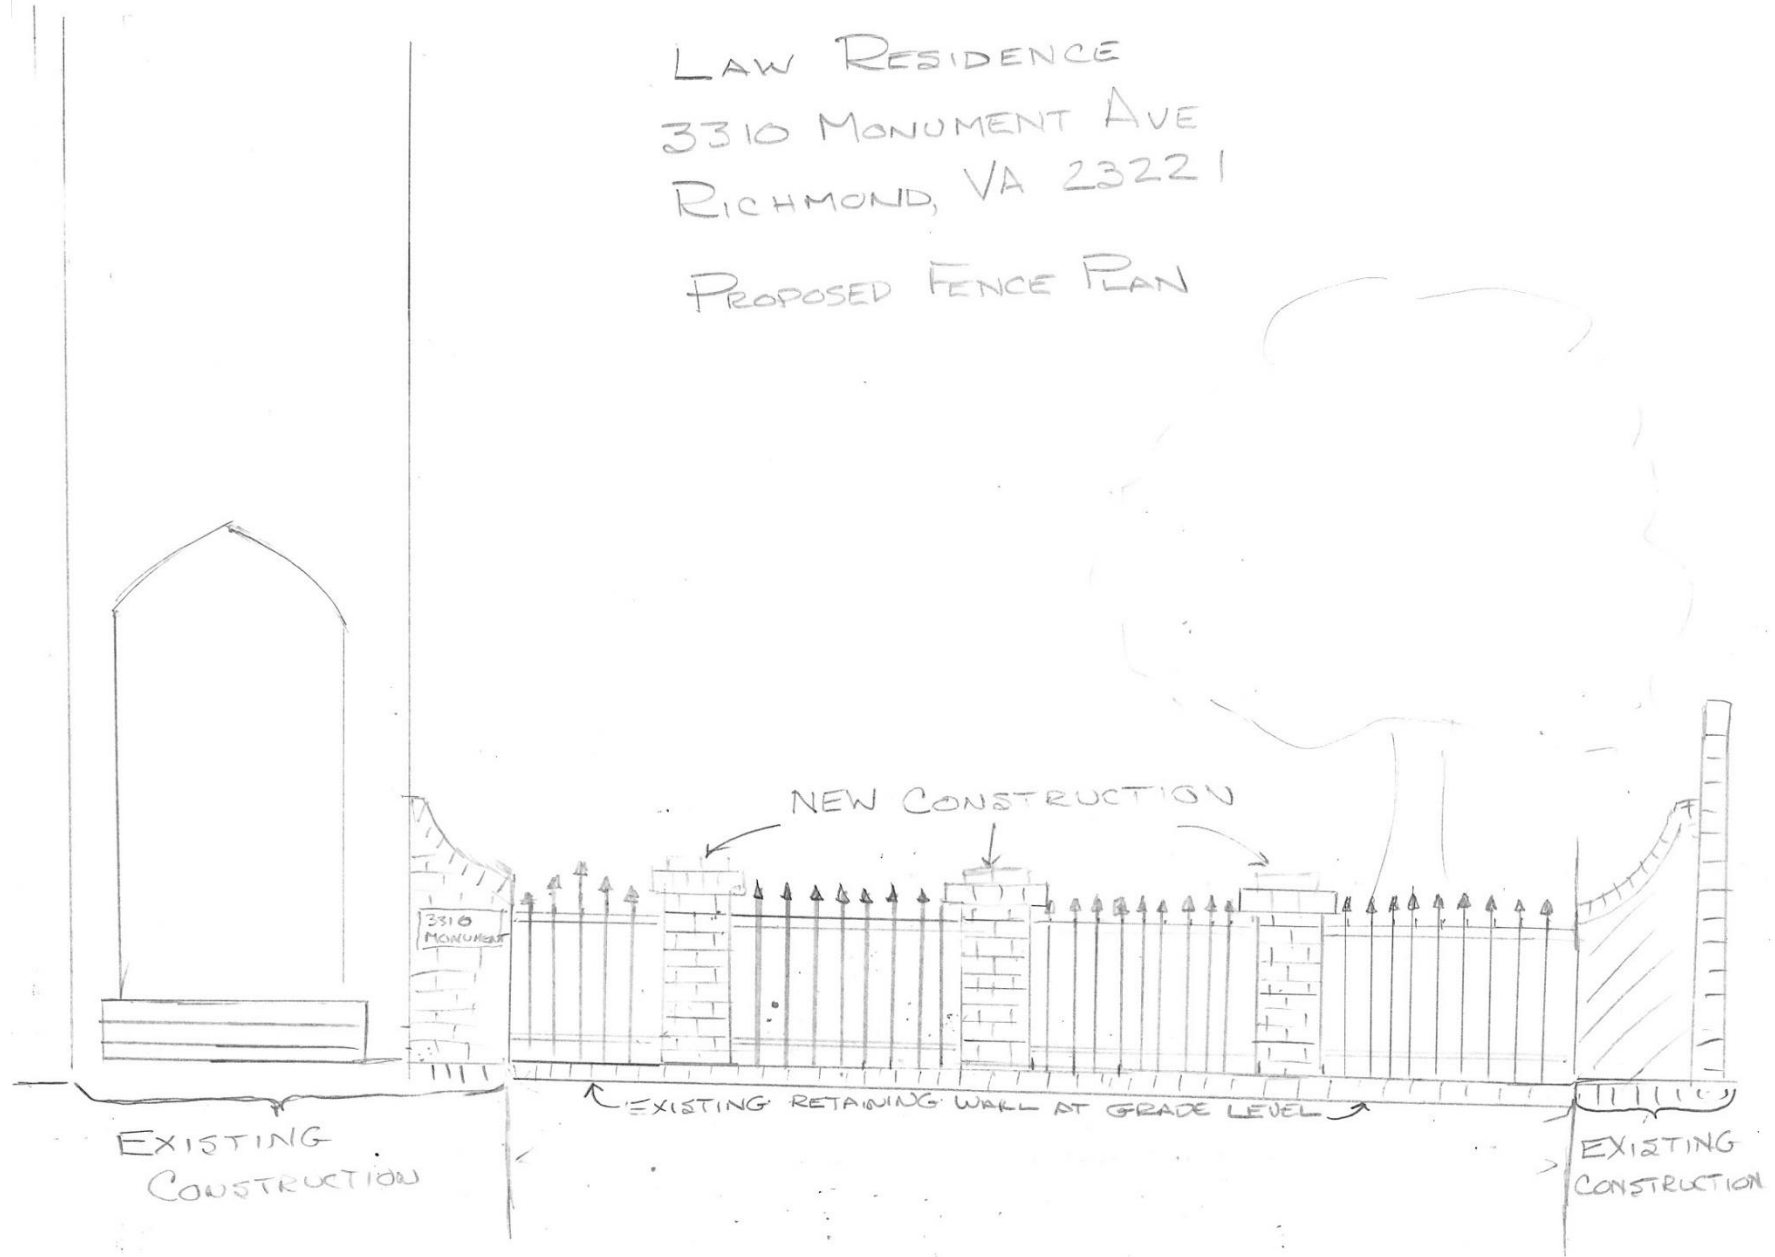 LAW RESIDENCE
3310 MONUMENT AVE
RICHMOND, VA 23221
PROPOSED FENCE PLAN
NEW CONSTRUCTION
3310
MONUMENT
EXISTING RETAINING WALL AT GRADE LEVEL
EXISTING
CONSTRUCTION
EXISTING
CONSTRUCTION